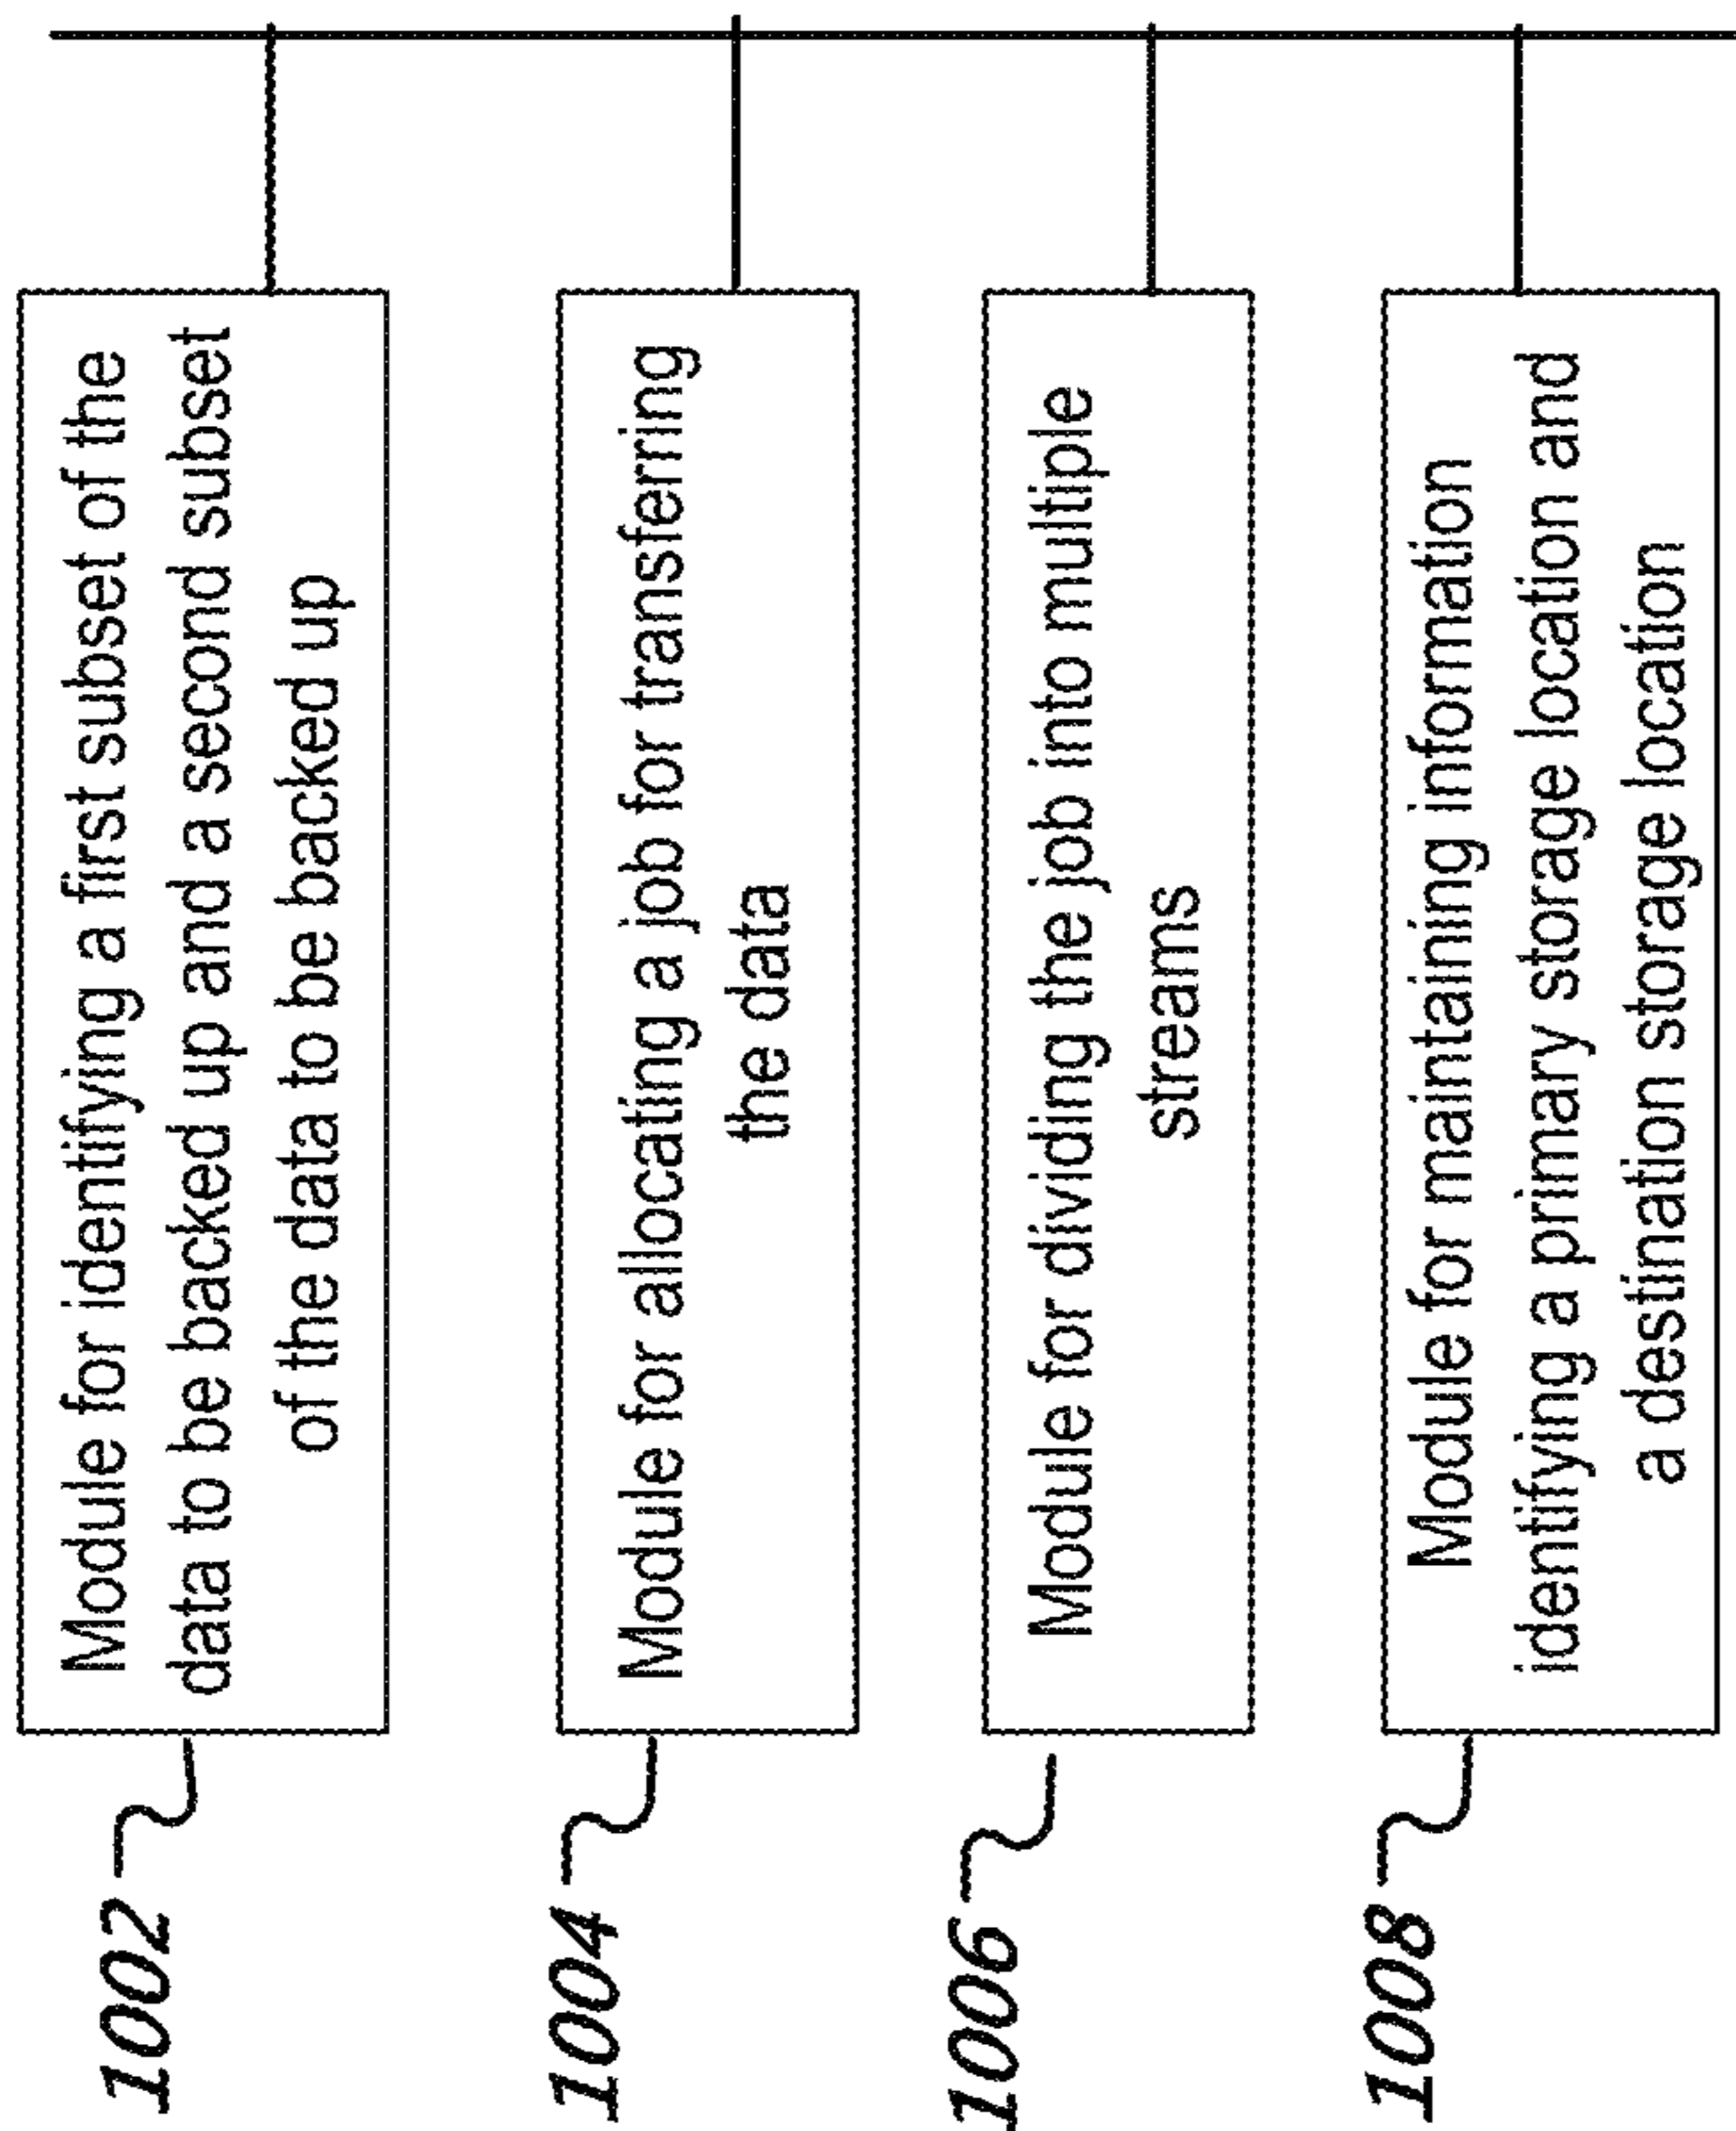 1002
Module for identifying a first subset of the
data to be backed up and a second subset
of the data to be backed up
1004
Module for allocating a job for transferring
the data
1006
Module for dividing the job into multiple
streams
1008
Module for maintaining information
identifying a primary storage location and
a destination storage location